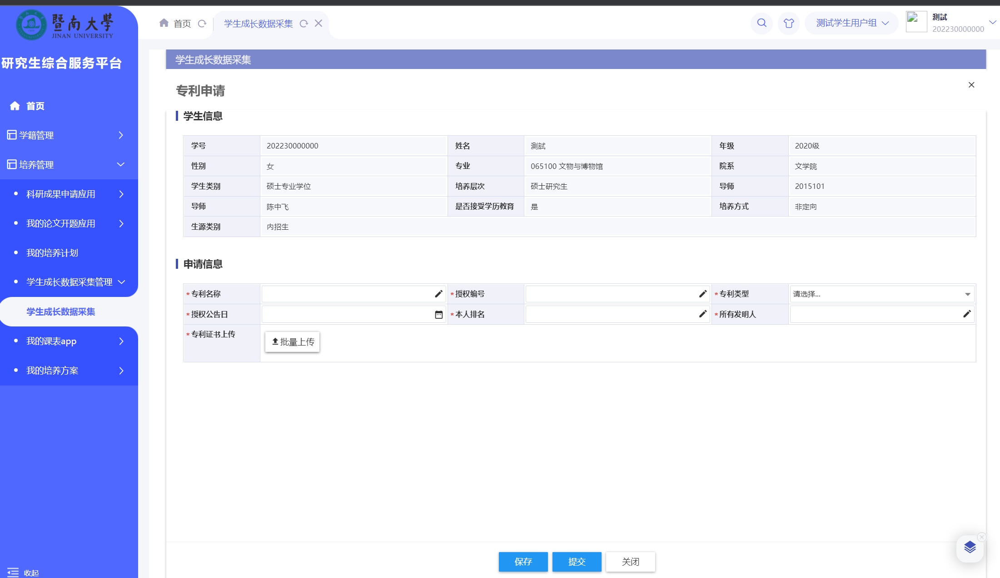 暨南大學
JINAN UNIVERSITY
研究生综合服务平台
首页
学籍管理
培养管理
科研成果申请应用
我的论文开题应用
我的培养计划
学生成长数据采集管理
学生成长数据采集
我的课表app
我的培养方案
收起
首页 学生成长数据采集
测试学生用户组
測試
202230000000
学生成长数据采集
专利申请
学生信息
学号 202230000000 姓名 測試 年级 2020级
性别 女 专业 065100 文物与博物馆 院系 文学院
学生类别 硕士专业学位 培养层次 硕士研究生 导师 2015101
导师 陈中飞 是否接受学历教育 是 培养方式 非定向
生源类别 内招生
申请信息
*专利名称 *授权编号 *专利类型 请选择...
*授权公告日 *本人排名 *所有发明人
*专利证书上传 批量上传
保存 提交 关闭